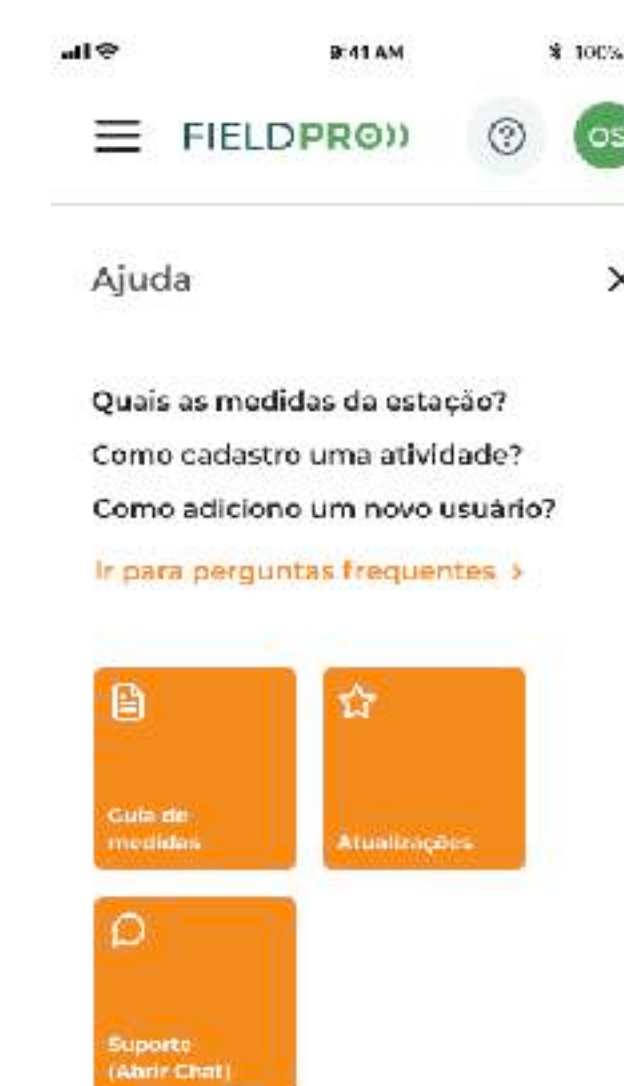 9:41 AM
100%
FIELDPRO
OS
Ajuda
Quais as medidas da estação?
Como cadastro uma atividade?
Como adiciono um novo usuário?
Ir para perguntas frequentes >
Guia de
medidas
Atualizações
Suporte
(Abrir Chat)